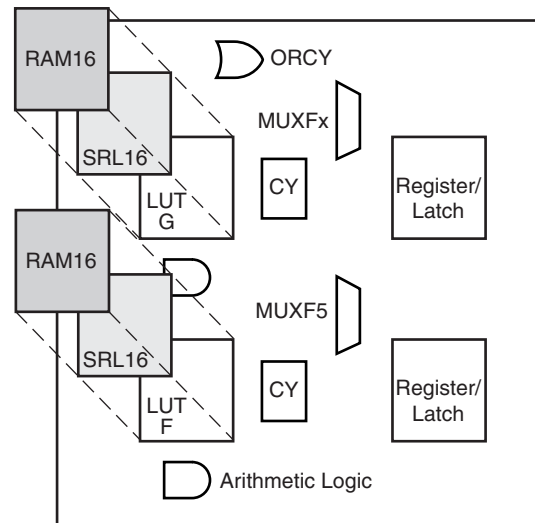 RAM16
ORCY
MUXFx
SRL16
CY
Register/
Latch
LUT
G
RAM16
MUXF5
SRL16
CY
Register/
Latch
LUT
F
Arithmetic Logic